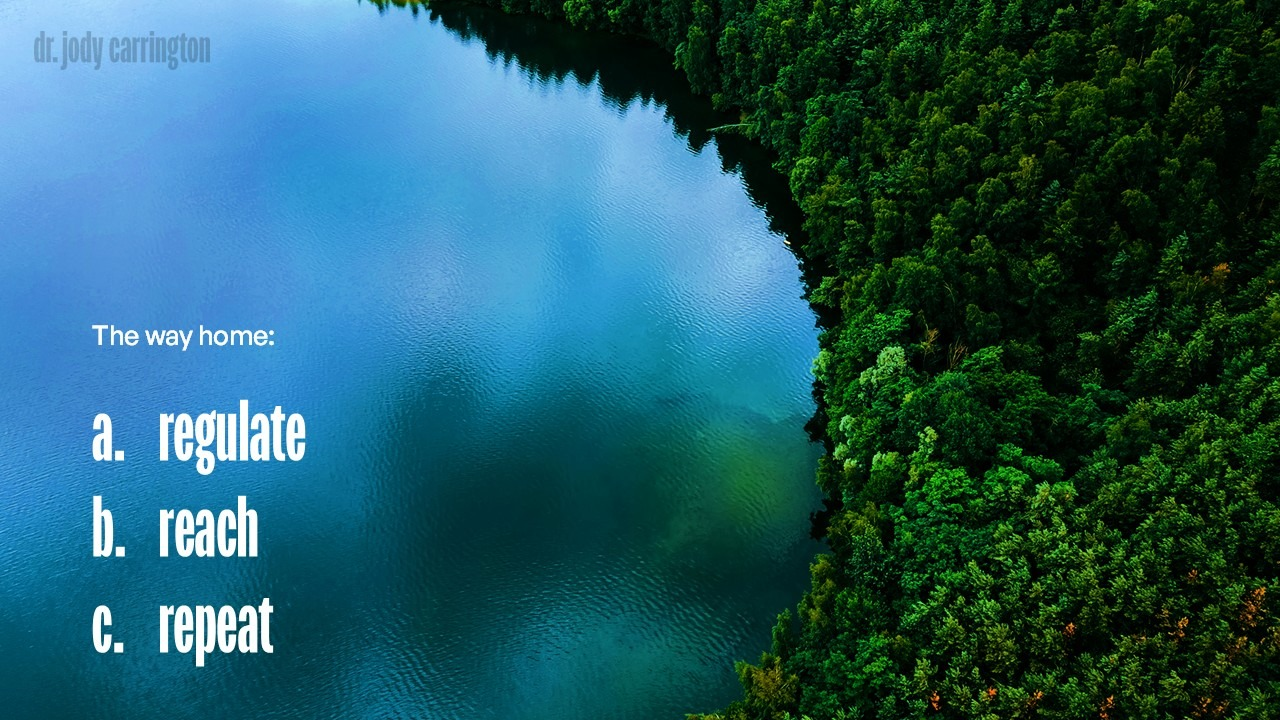 dr. jody carrington
The way home:
a. regulate
b. reach
c. repeat